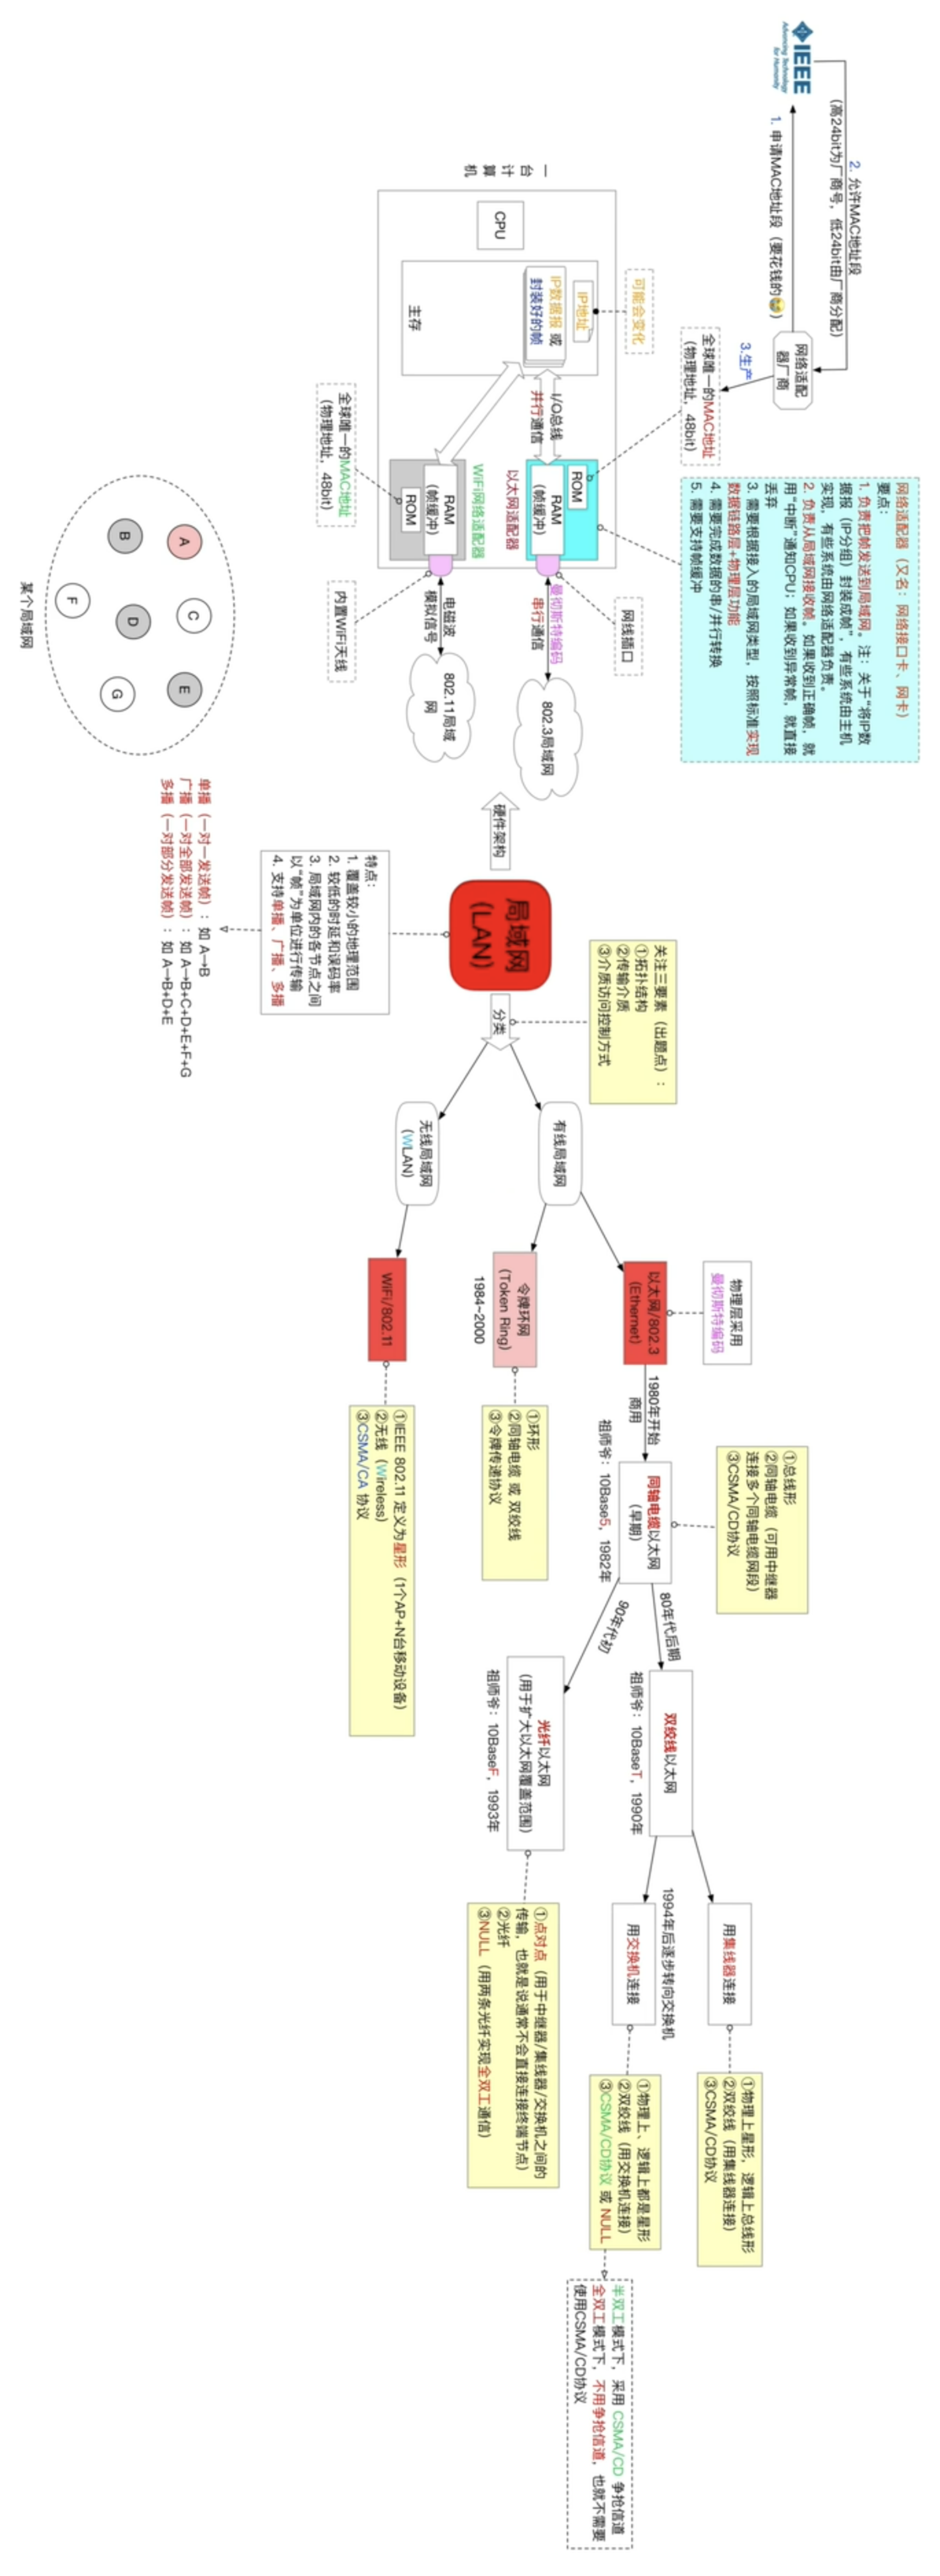 IEEE
Advancing Technology
for Humanity
2. 允许MAC地址段
(高24bit为厂商号，低24bit由厂商分配)
1. 申请MAC地址段（要花钱的）
网络适配
器厂商
3.生产
全球唯一的MAC地址
(物理地址，48bit)
网络适配器（又名：网络接口卡、网卡）
要点：
1. 负责把帧发送到局域网。注：关于“将IP数
据报（IP分组）封装成帧”，有些系统由主机
实现，有些系统由网络适配器负责。
2. 负责从局域网接收帧。如果收到正确帧，就
用“中断”通知CPU；如果收到异常帧，就直接
丢弃
3. 需要根据接入的局域网类型，按照标准实现
数据链路层+物理层功能
4. 需要完成数据的串/并行转换
5. 需要支持帧缓冲
一台计算机
CPU
可能会变化
IP地址
IP数据报 或
封装好的帧
主存
I/O总线
并行通信
ROM
RAM
(帧缓冲)
以太网适配器
WiFi网络适配器
RAM
(帧缓冲)
ROM
全球唯一的MAC地址
(物理地址，48bit)
网线插口
曼彻斯特编码
串行通信
802.3局域网
电磁波
模拟信号
802.11局域
网
内置WiFi天线
A
B
C
D
E
F
G
某个局域网
硬件架构
局域网
(LAN)
特点：
1. 覆盖较小的地理范围
2. 较低的时延和误码率
3. 局域网内的各节点之间
以“帧”为单位进行传输
4. 支持单播、广播、多播
单播（一对一发送帧）：如 A→B
广播（一对全部发送帧）：如 A→B+C+D+E+F+G
多播（一对部分发送帧）：如 A→B+D+E
分类
关注三要素（出题点）：
①拓扑结构
②传输介质
③介质访问控制方式
有线局域网
无线局域网
(WLAN)
物理层采用
曼彻斯特编码
以太网/802.3
(Ethernet)
令牌环网
(Token Ring)
1984~2000
WiFi/802.11
1980年开始
商用
①环形
②同轴电缆 或 双绞线
③令牌传递协议
①IEEE 802.11 定义为星形（1个AP+N台移动设备）
②无线（Wireless）
③CSMA/CA 协议
①总线形
②同轴电缆（可用中继器
连接多个同轴电缆网段）
③CSMA/CD协议
同轴电缆以太网
(早期)
祖师爷：10Base5，1982年
80年代后期
90年代初
双绞线以太网
祖师爷：10BaseT，1990年
光纤以太网
(用于扩大以太网覆盖范围)
祖师爷：10BaseF，1993年
用集线器连接
1994年后逐步转向交换机
用交换机连接
①物理上星形，逻辑上总线形
②双绞线（用集线器连接）
③CSMA/CD协议
①物理上、逻辑上都是星形
②双绞线（用交换机连接）
③CSMA/CD协议 或 NULL
①点对点（用于中继器/集线器/交换机之间的
传输，也就是说通常不会直接连接终端节点）
②光纤
③NULL（用两条光纤实现全双工通信）
半双工模式下，采用 CSMA/CD 争抢信道
全双工模式下，不用争抢信道，也就不需要
使用CSMA/CD协议